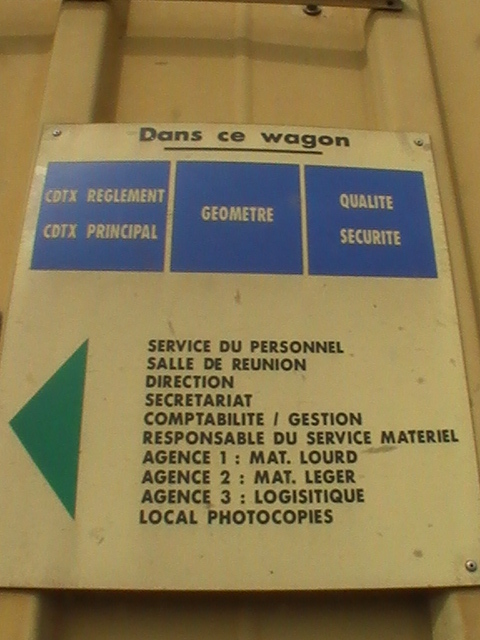 Dans ce wagon
CDTX REGLEMENT
CDTX PRINCIPAL
GEOMETRE
QUALITE
SECURITE
SERVICE DU PERSONNEL
SALLE DE REUNION
DIRECTION
SECRETARIAT
COMPTABILITE / GESTION
RESPONSABLE DU SERVICE MATERIEL
AGENCE 1 : MAT. LOURD
AGENCE 2 : MAT. LEGER
AGENCE 3 : LOGISITIQUE
LOCAL PHOTOCOPIES